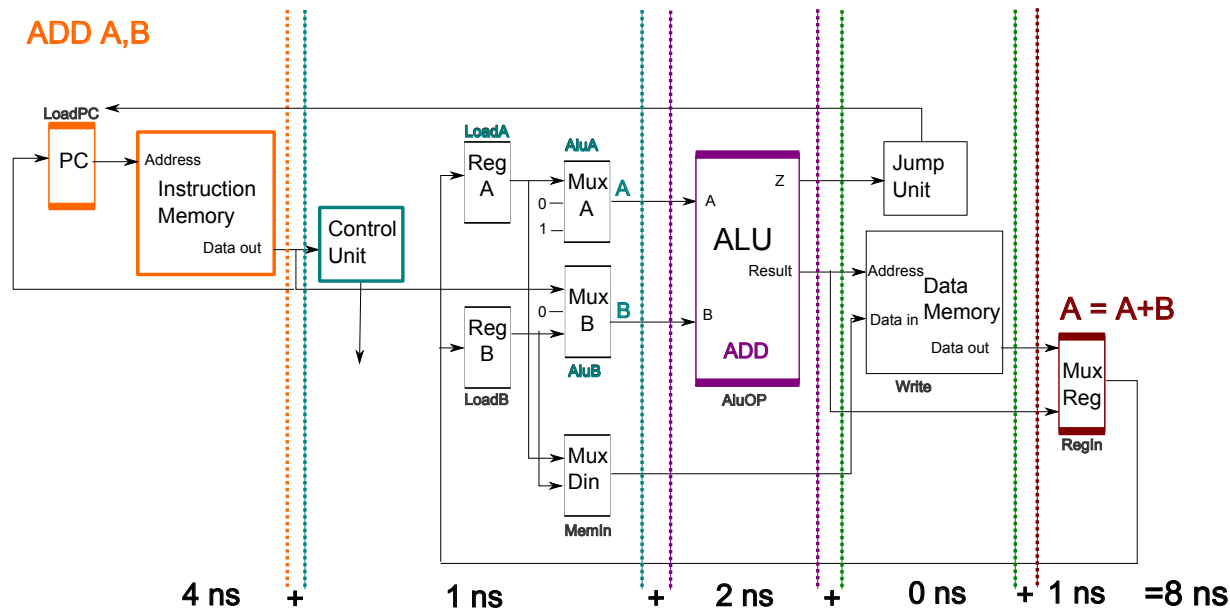 ADD A,B
LoadPC
PC
Address
Instruction
Memory
Data out
Control
Unit
LoadA
Reg
A
Reg
B
LoadB
AluA
Mux
A
0
1
A
Mux
B
0
B
AluB
Mux
Din
MemIn
Z
A
ALU
Result
B
ADD
AluOP
Jump
Unit
Address
Data
Memory
Data in
Data out
Write
A = A+B
Mux
Reg
RegIn
4 ns + 1 ns + 2 ns + 0 ns + 1 ns =8 ns